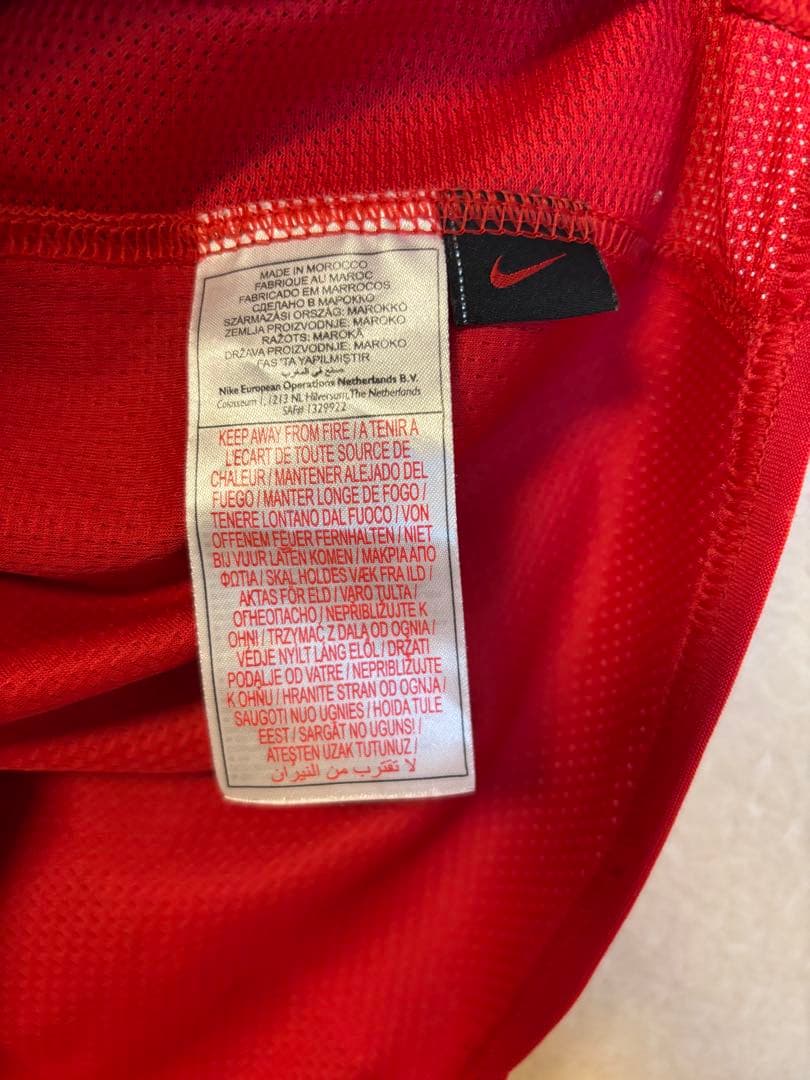 MADE IN MOROCCO
FABRIQUE AU MAROC
FABRICADO EM MARROCOS
СДЕЛАНО В МАРОККО
SZÁRMAZÁSI ORSZÁG: MAROKKÓ
ZEMLJA PROIZVODNJE: MAROKO
RAŽOTS: MAROKĀ
DRŽAVA PROIZVODNJE: MAROKO
FAS 'TA YAPILMIŞTIR
صنع في المغرب
Nike European Operations Netherlands B.V.
Colosseum 1, 1213 NL Hilversum, The Netherlands
SAF# 1329922
KEEP AWAY FROM FIRE / A TENIR A
L'ECART DE TOUTE SOURCE DE
CHALEUR / MANTENER ALEJADO DEL
FUEGO / MANTER LONGE DE FOGO /
TENERE LONTANO DAL FUOCO / VON
OFFENEM FEUER FERNHALTEN / NIET
BIJ VUUR LATEN KOMEN / ΜΑΚΡΙΑ ΑΠΟ
ΦΩΤΙΑ / SKAL HOLDES VÆK FRA ILD /
AKTAS FÖR ELD / VARO TULTA /
ОГНЕОПАСНО / NEPŘIBLIŽUJTE K
OHNI / TRZYMAĆ Z DALA OD OGNIA /
VÉDJE NYÍLT LÁNG ELŐL / DRŽATI
PODALJE OD VATRE / NEPRIBLIŽUJTE
K OHŇU / HRANITE STRAN OD OGNJA /
SAUGOTI NUO UGNIES / HOIDA TULE
EEST / SARGĀT NO UGUNS! /
ATEŞTEN UZAK TUTUNUZ /
لا تقترب من النيران